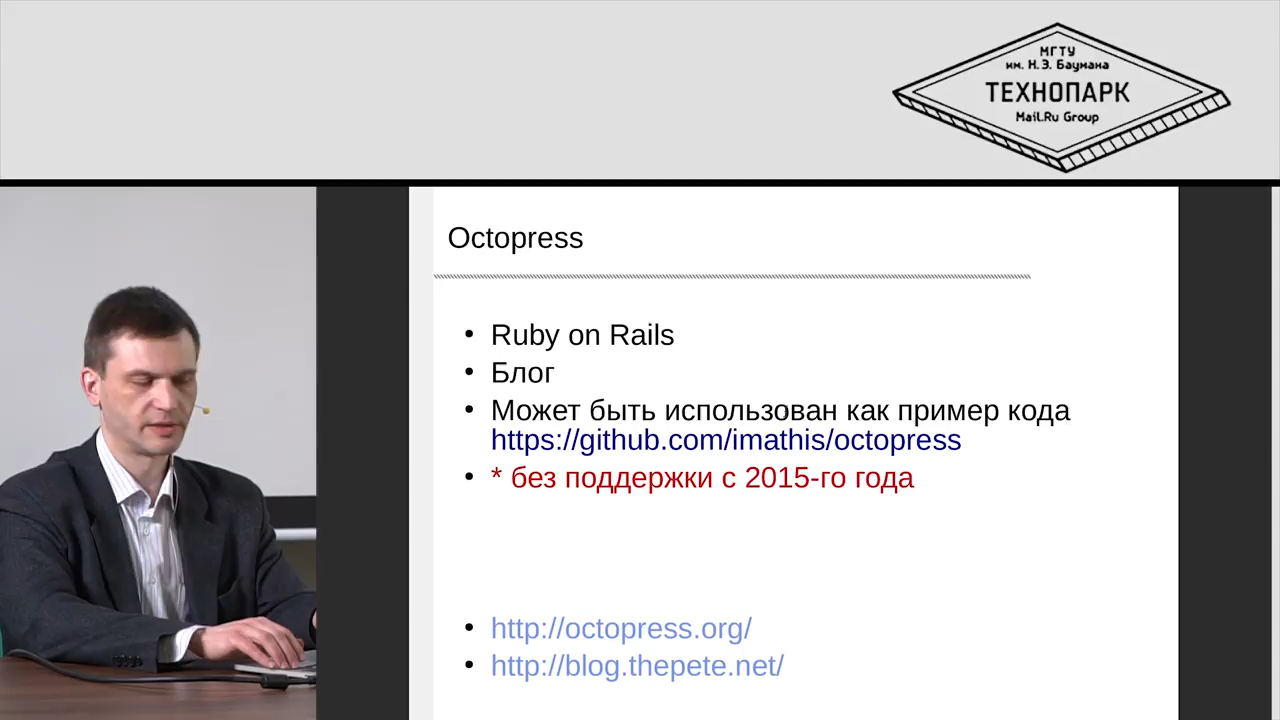 МГТУ
им. Н.Э. Баумана
ТЕХНОПАРК
Mail.Ru Group
Octopress
• Ruby on Rails
• Блог
• Может быть использован как пример кода
https://github.com/imathis/octopress
• * без поддержки с 2015-го года
• http://octopress.org/
• http://blog.thepete.net/